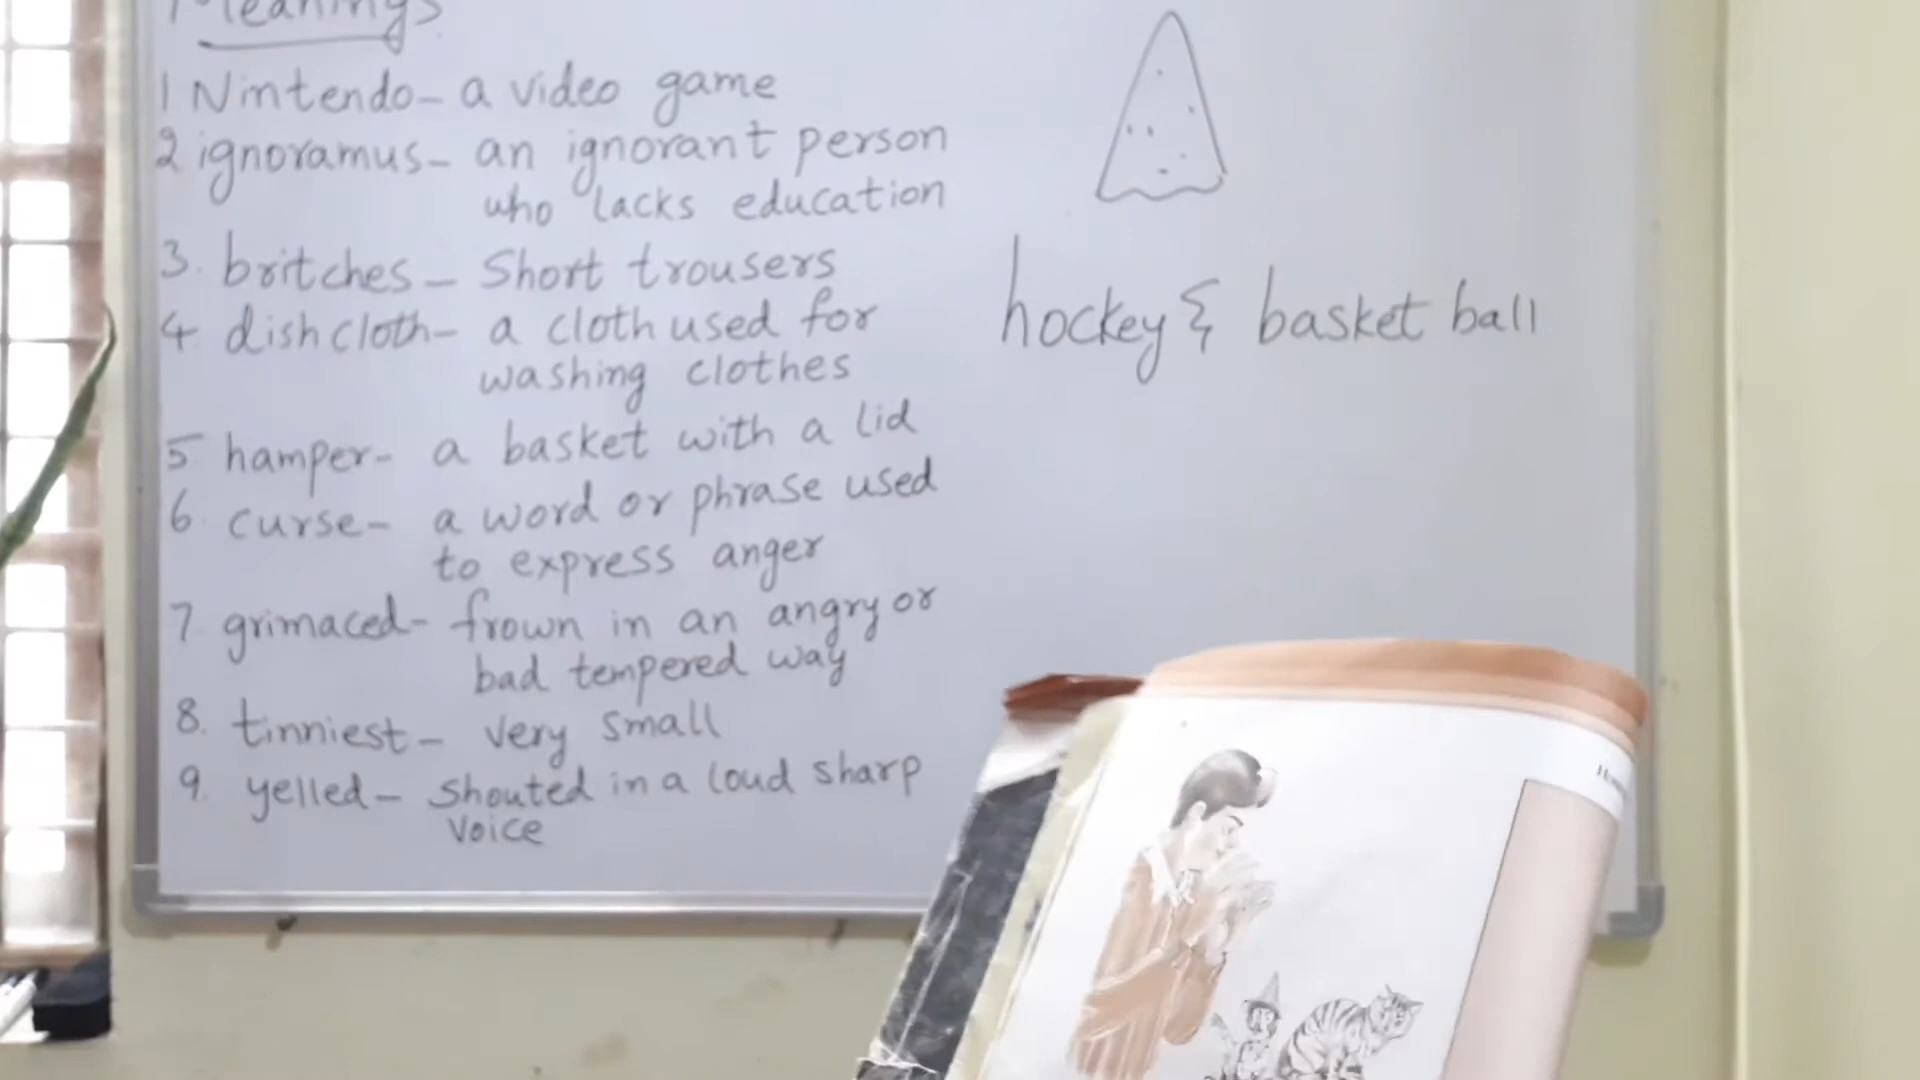 Meanings
1 Nintendo - a video game
2 ignoramus - an ignorant person
who lacks education
3. britches - Short trousers
4 dishcloth - a cloth used for
washing clothes
5 hamper - a basket with a lid
6. curse - a word or phrase used
to express anger
7 grimaced - frown in an angry or
bad tempered way
8. tinniest - very small
9. yelled - shouted in a loud sharp
voice
hockey & basket ball